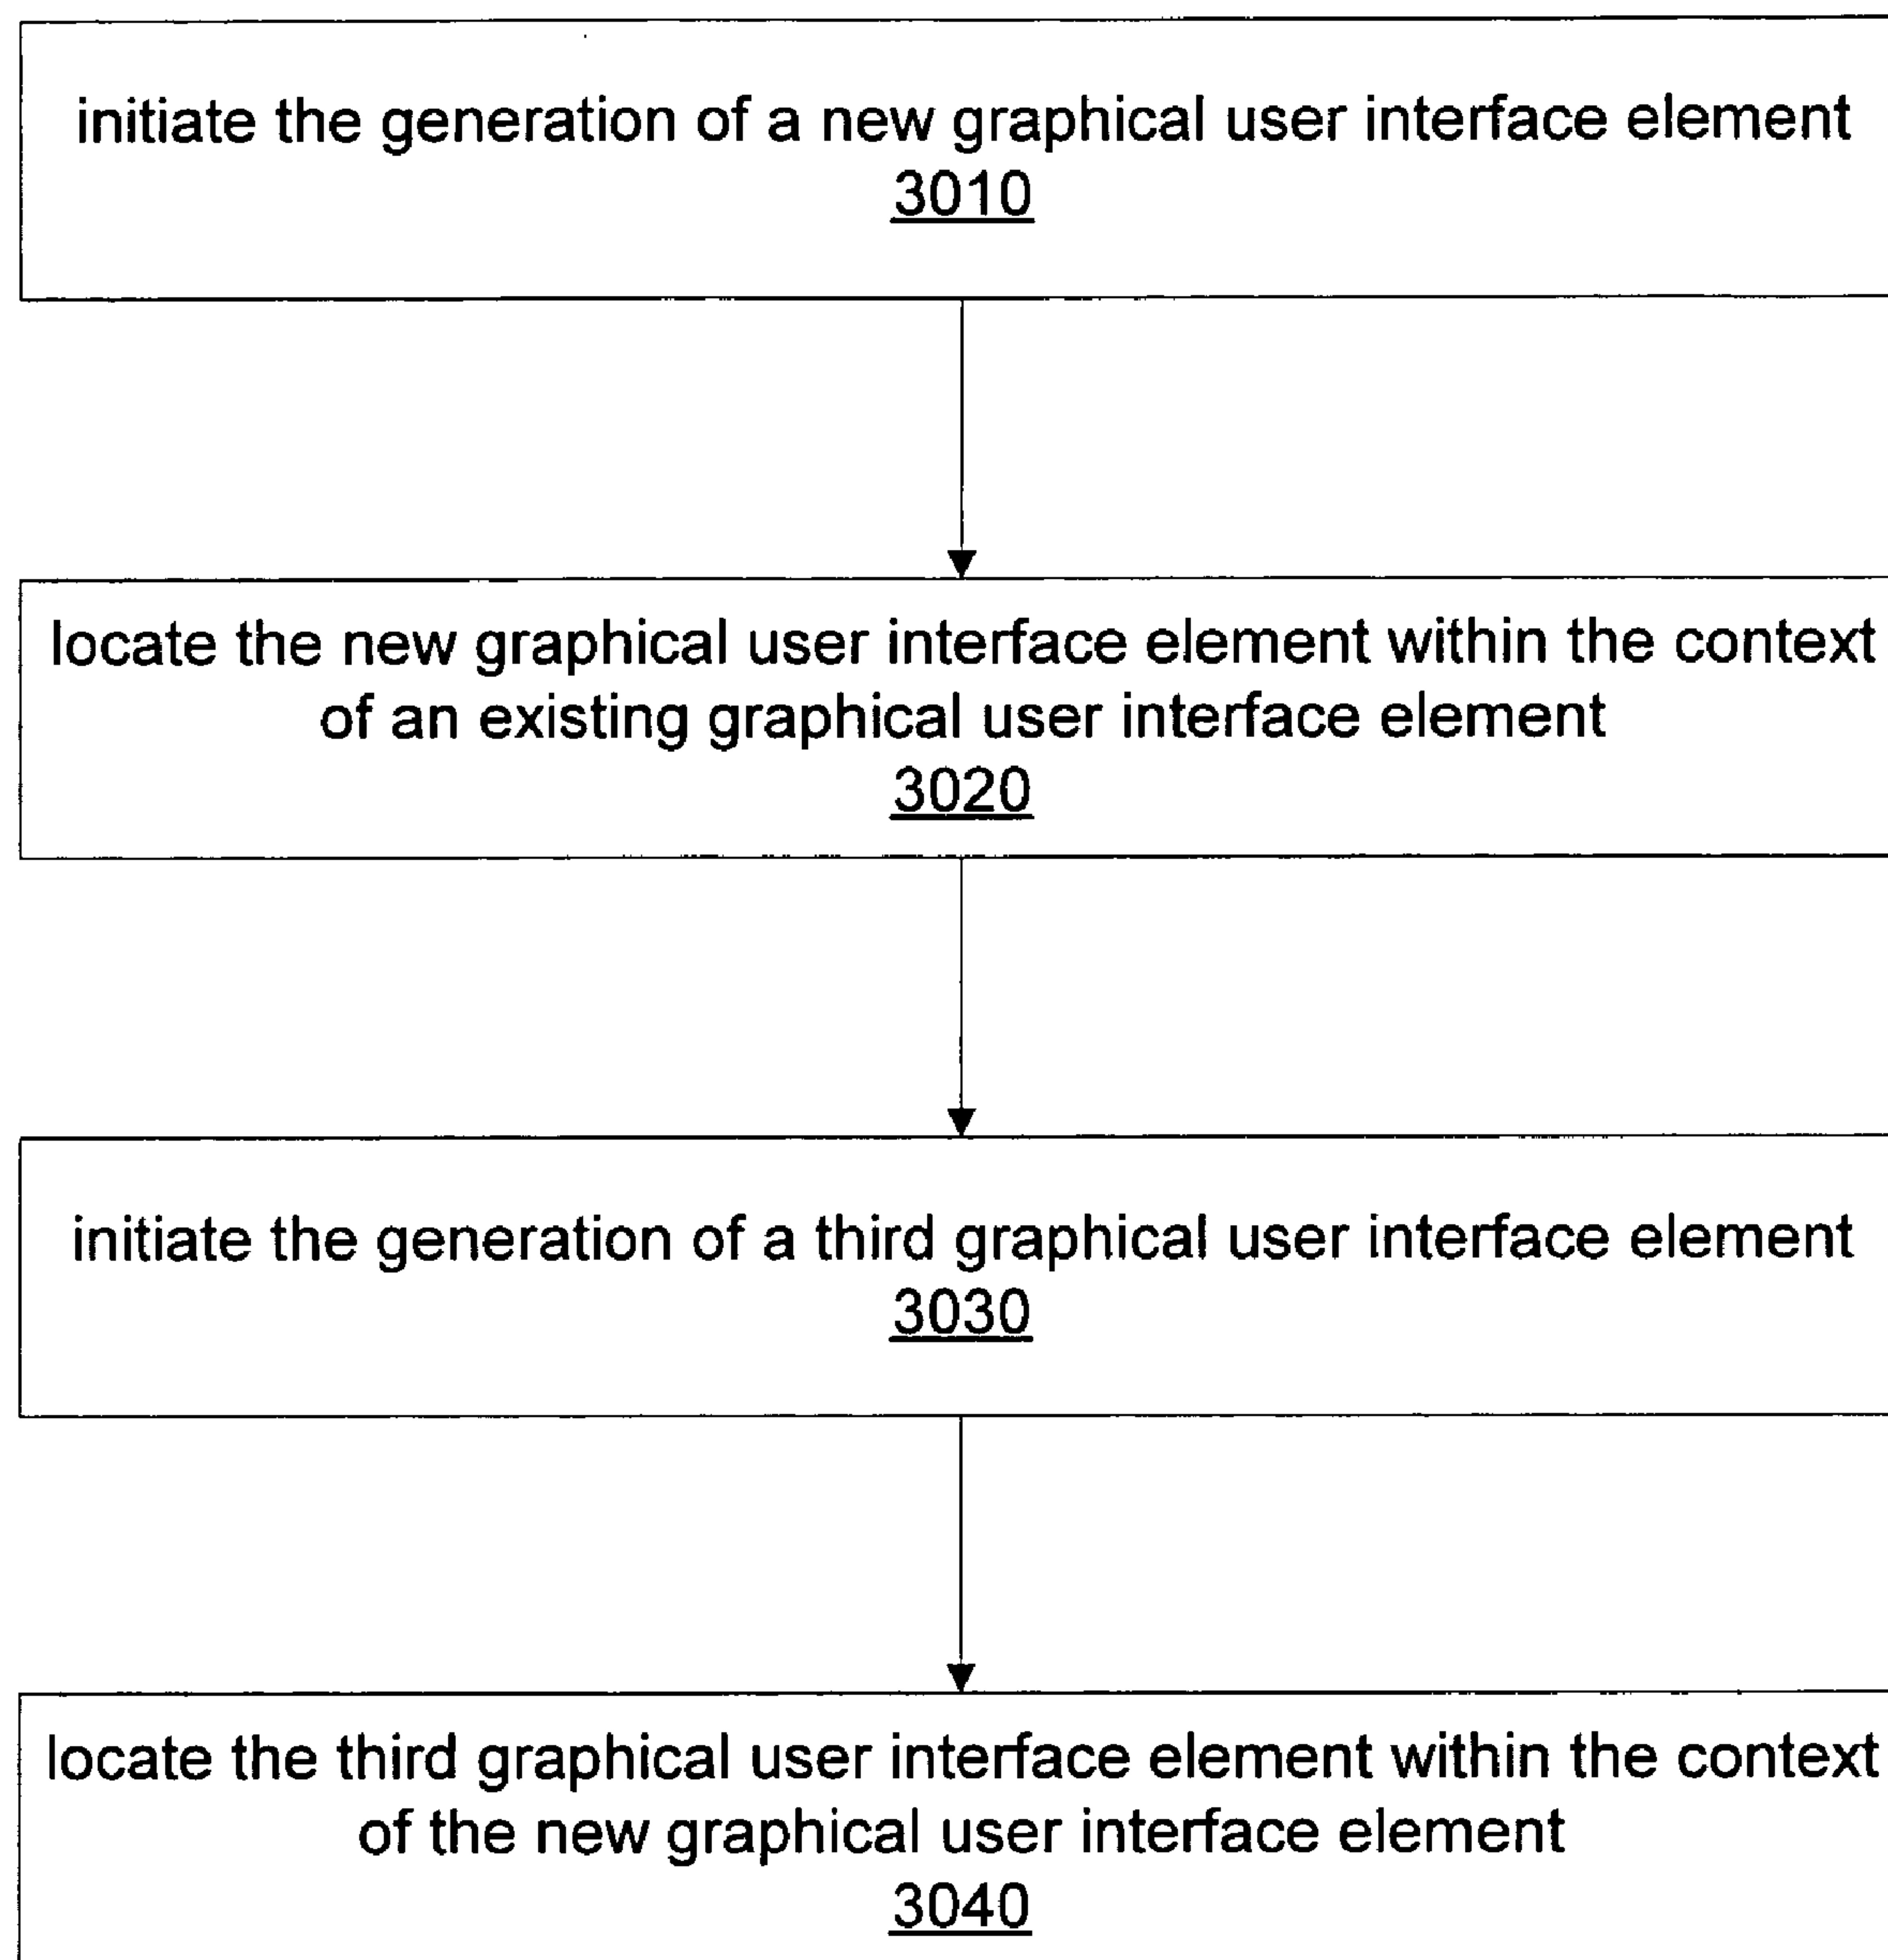 initiate the generation of a new graphical user interface element
3010
locate the new graphical user interface element within the context
of an existing graphical user interface element
3020
initiate the generation of a third graphical user interface element
3030
locate the third graphical user interface element within the context
of the new graphical user interface element
3040